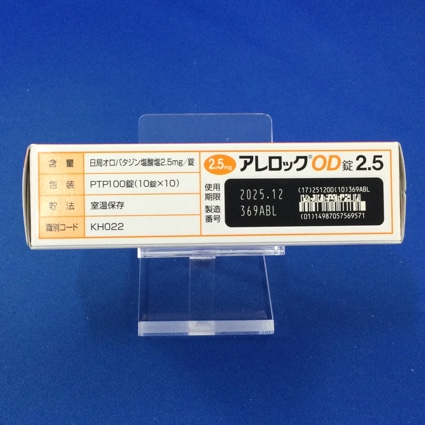 含量 日局オロパタジン塩酸塩2.5mg/錠
包装 PTP100錠(10錠×10)
貯法 室温保存
識別コード KH022
2.5mg アレロック®OD錠2.5
使用期限 2025.12
製造番号 369ABL
(17)251200(10)369ABL
(01)14987057569571